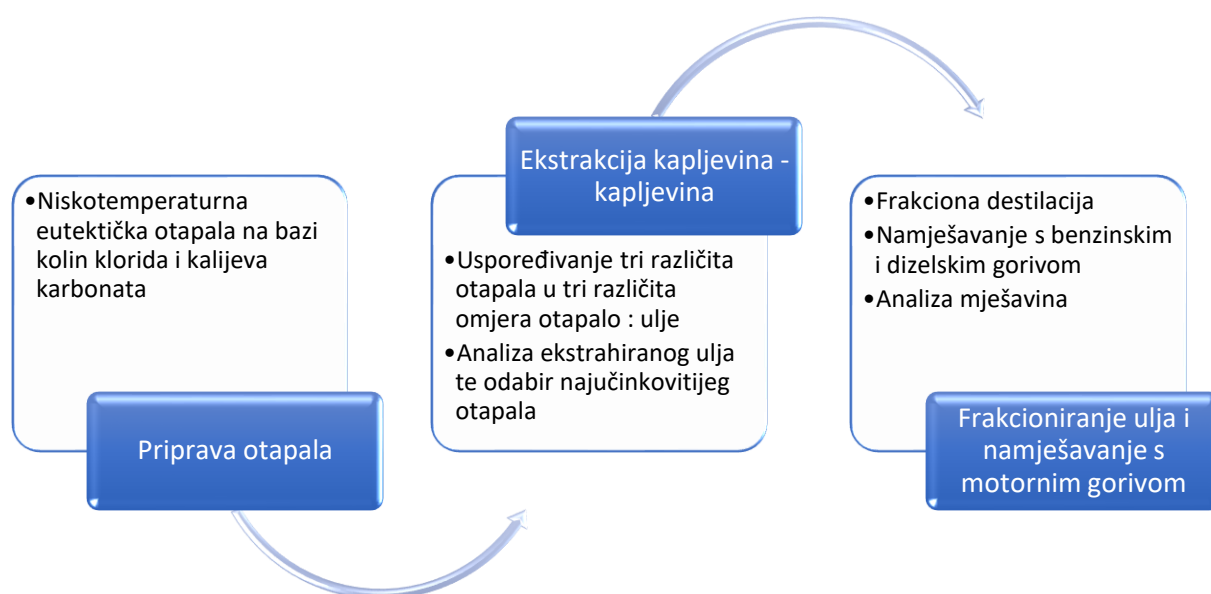 •Niskotemperaturna
eutektička otapala na bazi
kolin klorida i kalijeva
karbonata
Priprava otapala
Ekstrakcija kapljevina -
kapljevina
•Uspoređivanje tri različita
otapala u tri različita
omjera otapalo : ulje
•Analiza ekstrahiranog ulja
te odabir najučinkovitijeg
otapala
•Frakciona destilacija
•Namješavanje s benzinskim
i dizelskim gorivom
•Analiza mješavina
Frakcioniranje ulja i
namješavanje s
motornim gorivom